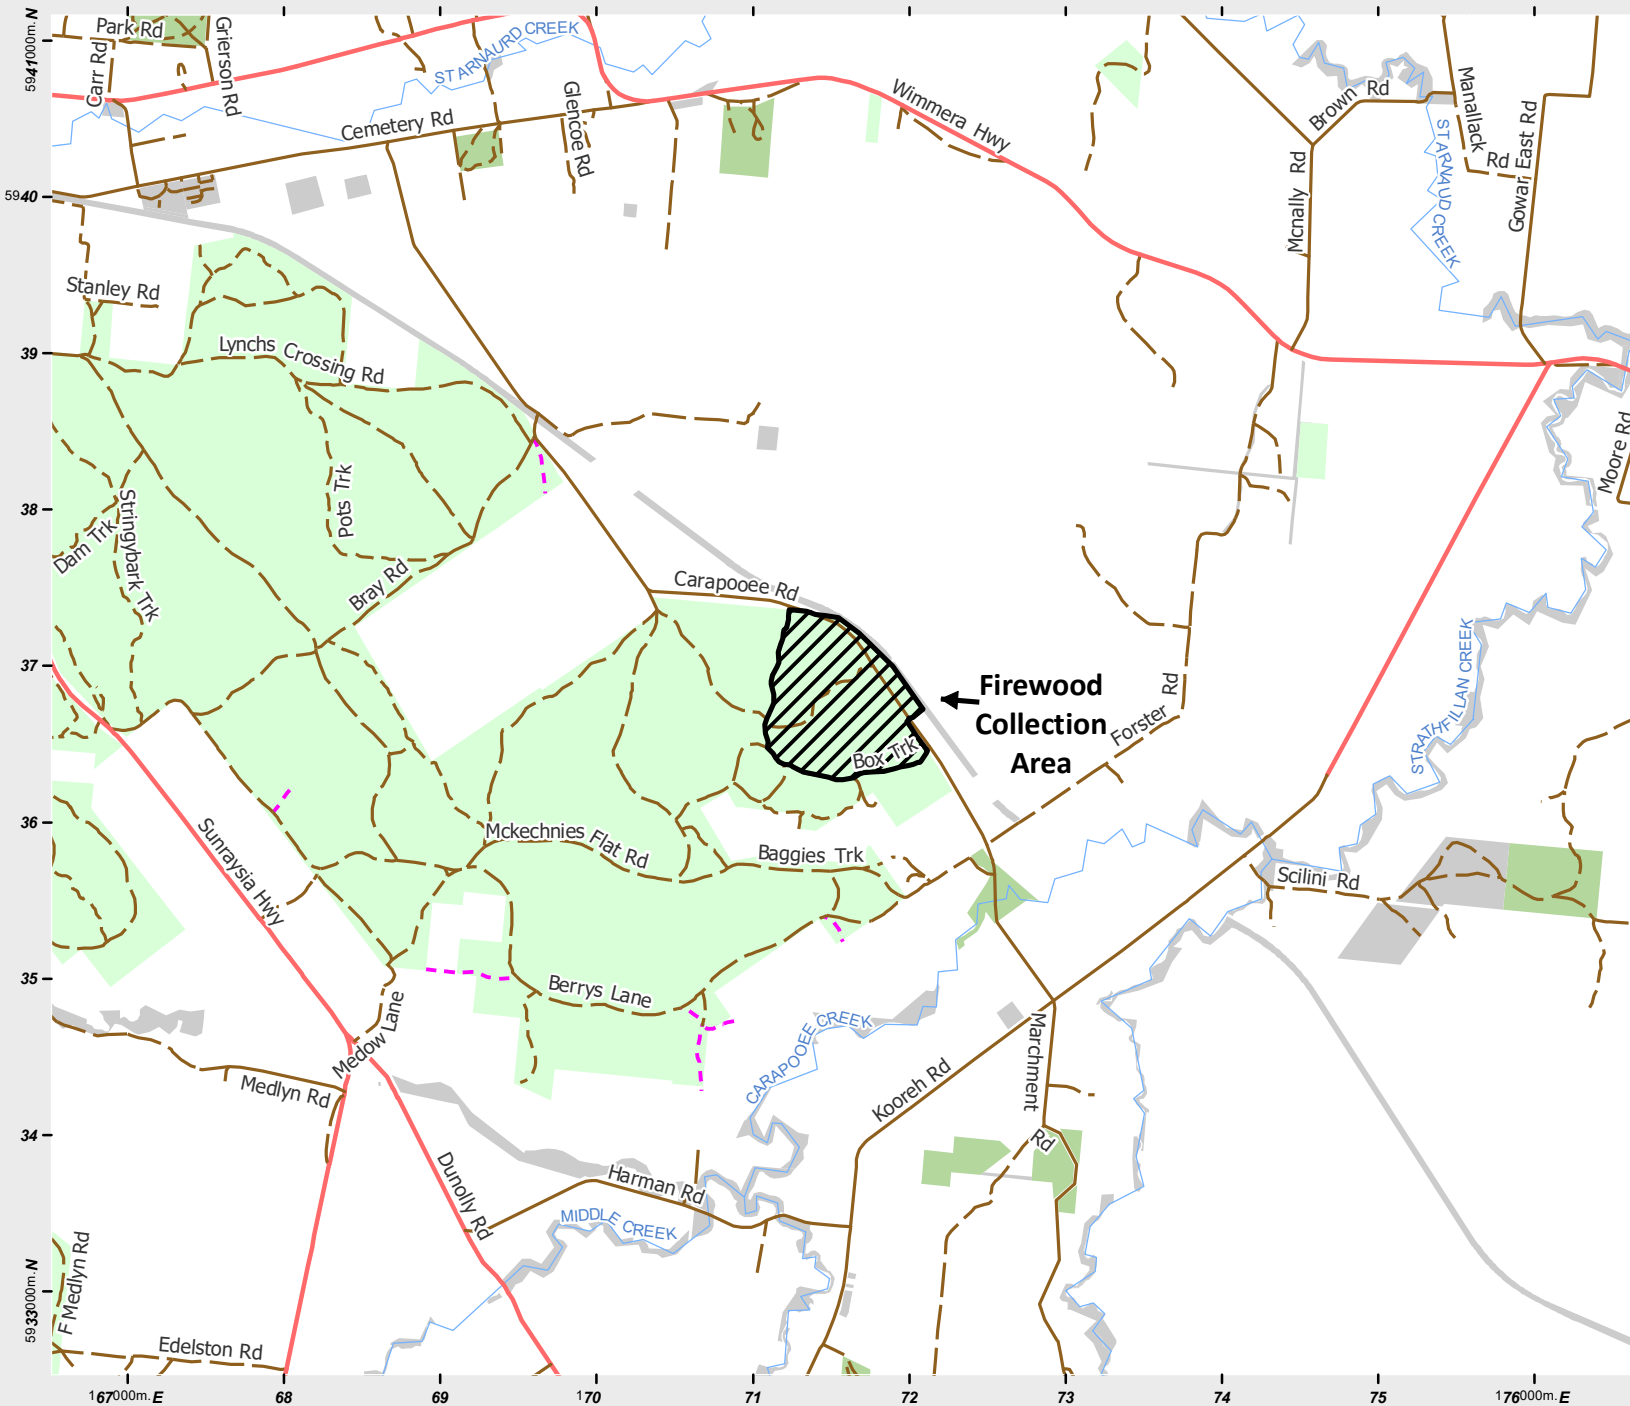 5941000m. N
Park Rd
Carr Rd
Grierson Rd
STARNAURD CREEK
Cemetery Rd
Glencoe Rd
Wimmera Hwy
Brown Rd
Manallack Rd
Gowar East Rd
Mcnally Rd
STARNAUD CREEK
5940
Stanley Rd
Lynchs Crossing Rd
39
Moore Rd
38
Pots Trk
Stringybark Trk
Dam Trk
Bray Rd
Carapooee Rd
37
Firewood
Collection
Area
Box Trk
Forster Rd
STRATHFILLAN CREEK
36
Sunraysia Hwy
Mckechnies Flat Rd
Baggies Trk
Scilini Rd
35
Berrys Lane
Medow Lane
Medlyn Rd
CARAPOOEE CREEK
Kooreh Rd
Marchment Rd
34
Dunolly Rd
Harman Rd
MIDDLE CREEK
F Medlyn Rd
5933000m. N
Edelston Rd
167000m. E
68
69
170
71
72
73
74
75
176000m. E